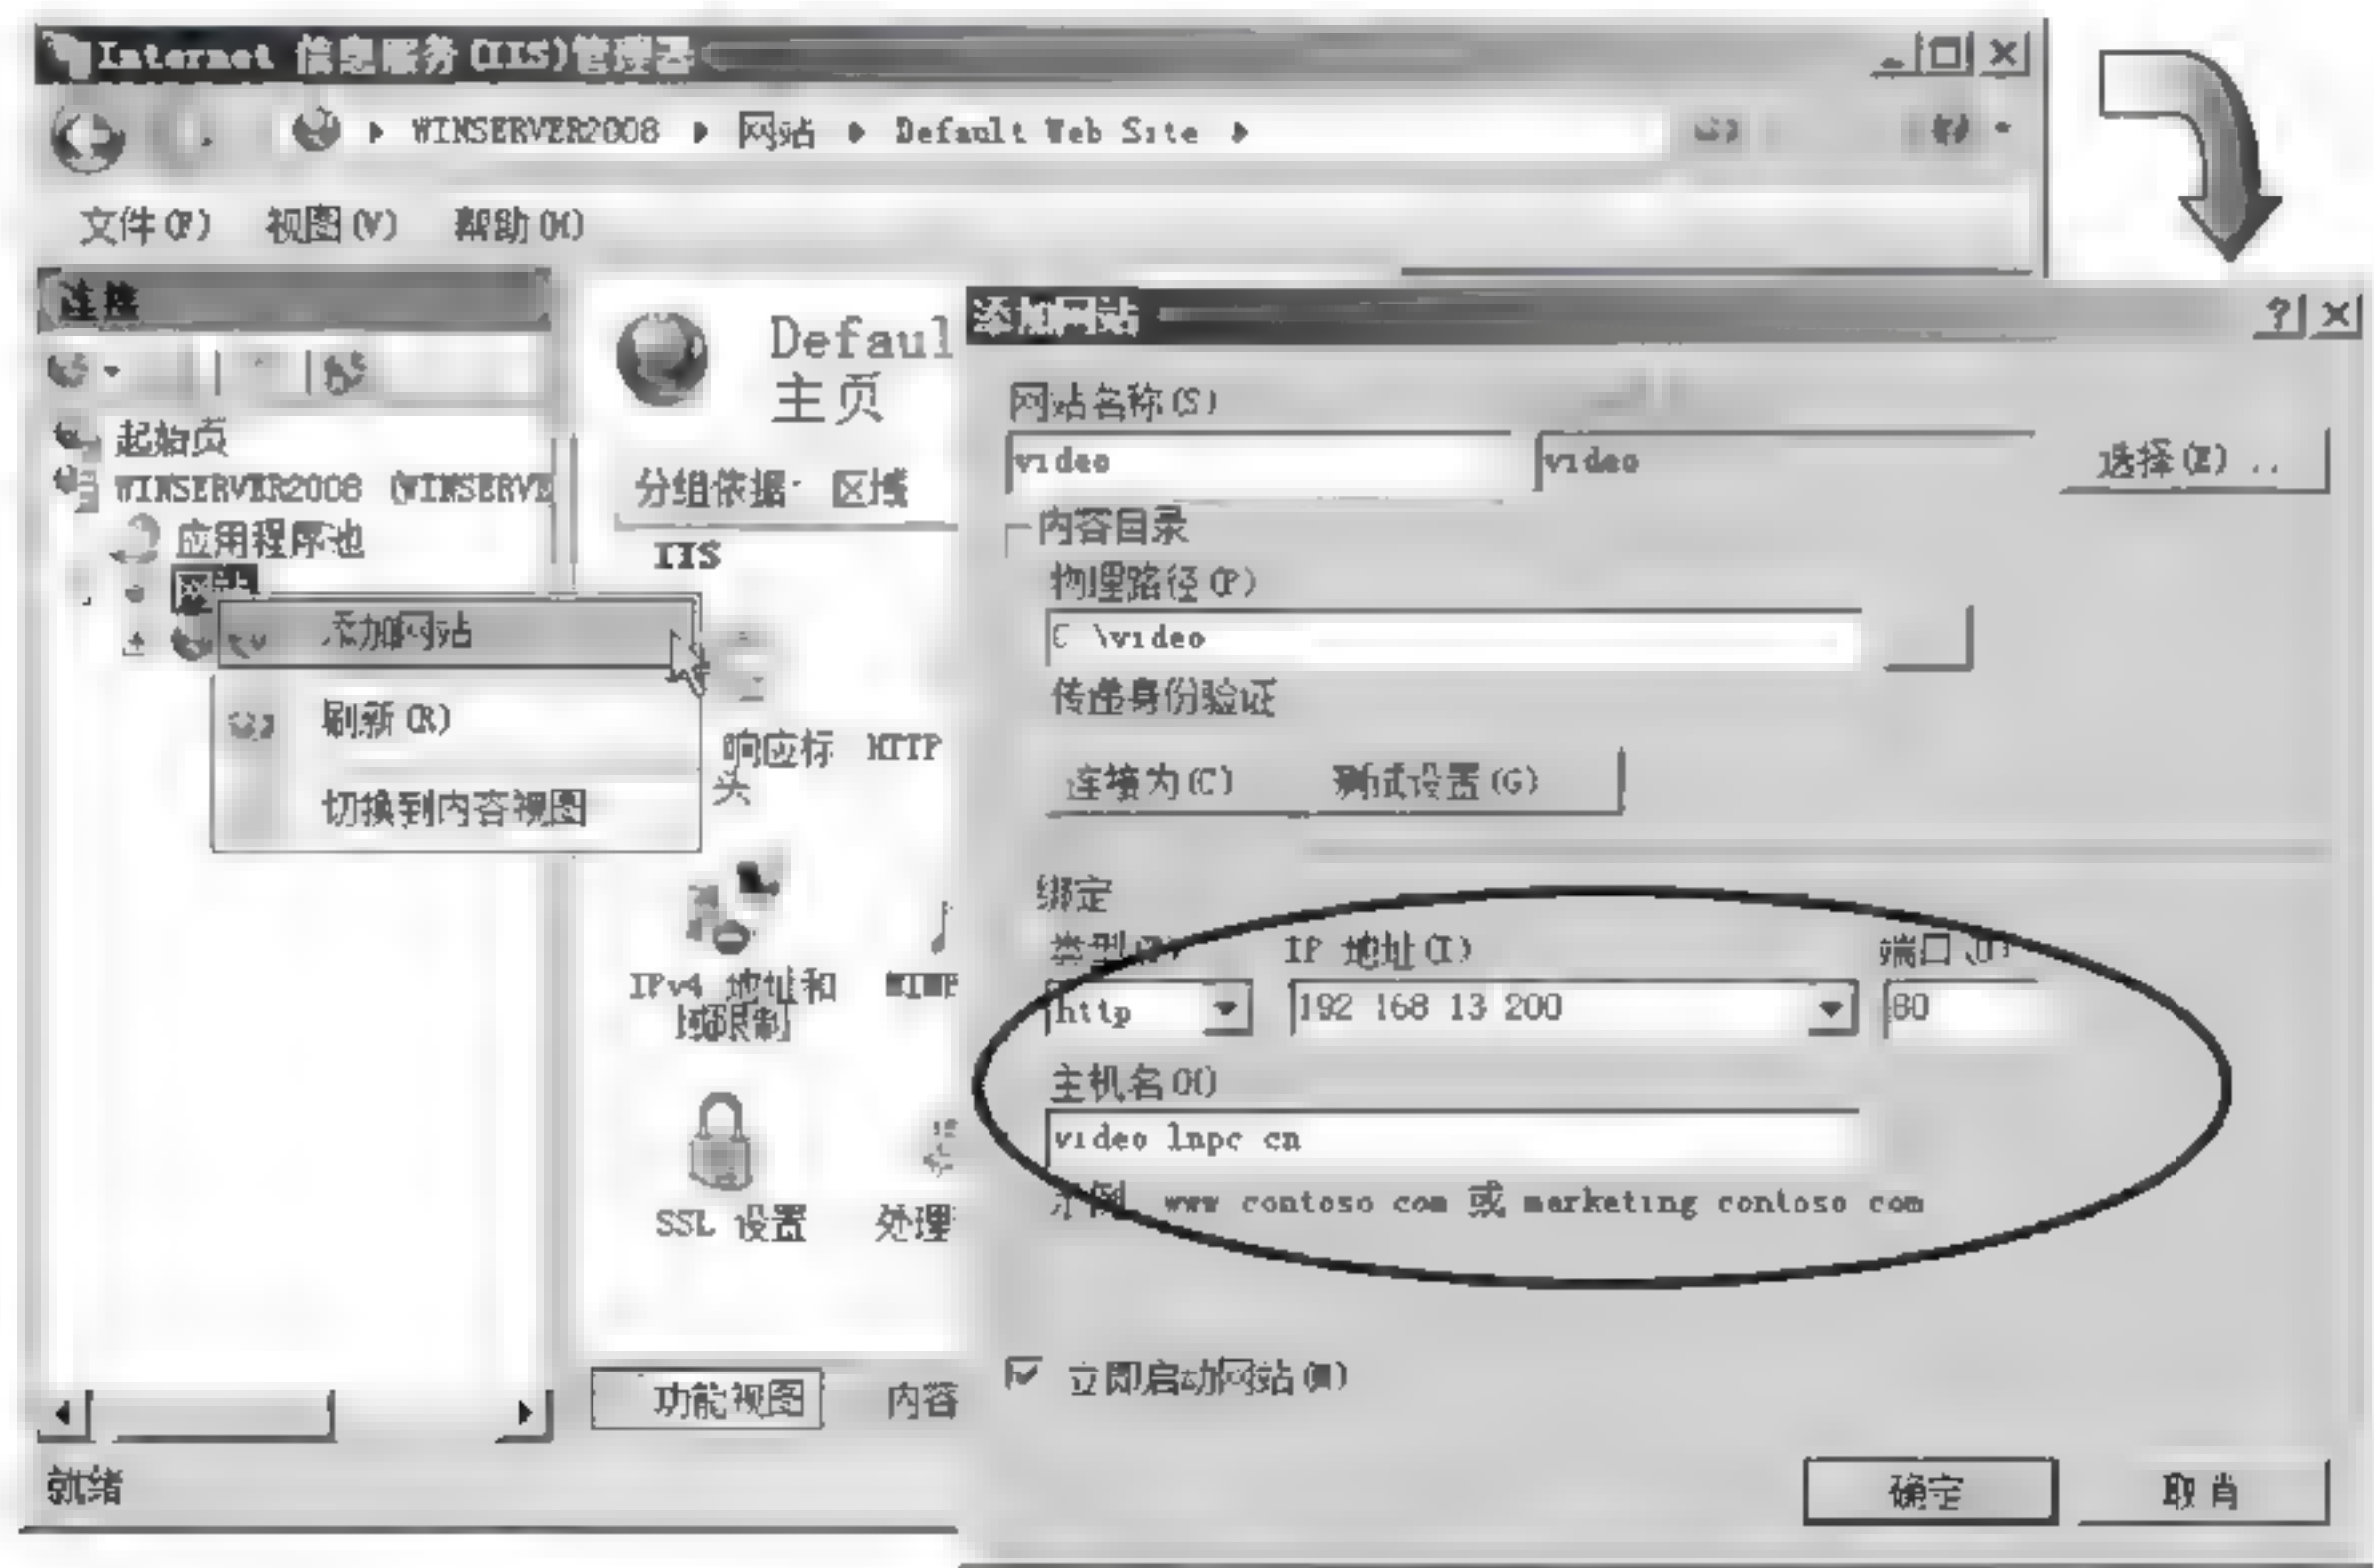 Internet 信息服务(IIS)管理器
WINSERVER2008 网站 Default Web Site
文件(F) 视图(V) 帮助(H)
连接
起始页
WINSERVER2008 (WINSERVE
应用程序池
网站
添加网站
刷新(R)
切换到内容视图
Defaul
主页
分组依据: 区域
IIS
响应标 HTTP
头
IPv4 地址和
域限制
MIME
SSL 设置 处理
功能视图 内容
就绪
添加网站
网站名称(S)
video video 选择(E) ..
内容目录
物理路径(P)
C \video
传递身份验证
连接为(C) 测试设置(G)
绑定
类型 IP 地址(I) 端口
http 192 168 13 200 80
主机名(H)
video lnpc cn
示例 www contoso com 或 marketing contoso com
立即启动网站(M)
确定 取消